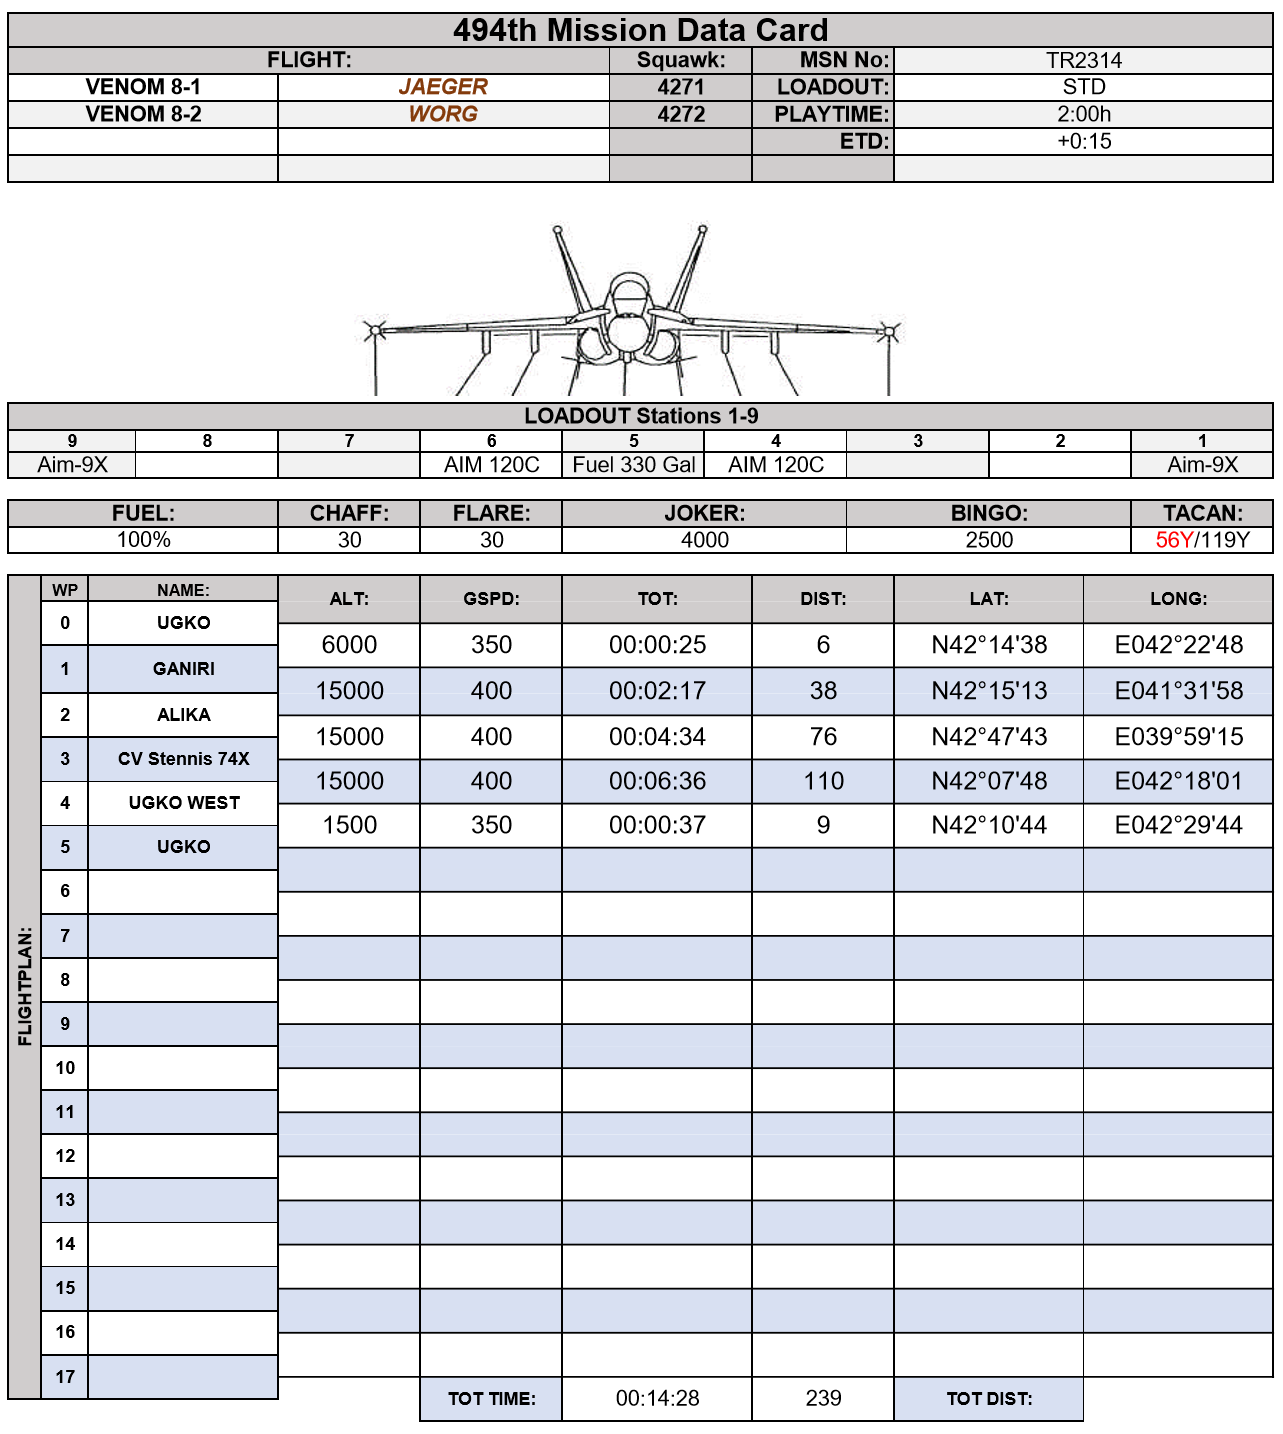 494th Mission Data Card
FLIGHT: Squawk: MSN No: TR2314
VENOM 8-1 JAEGER 4271 LOADOUT: STD
VENOM 8-2 WORG 4272 PLAYTIME: 2:00h
ETD: +0:15
LOADOUT Stations 1-9
9 8 7 6 5 4 3 2 1
Aim-9X AIM 120C Fuel 330 Gal AIM 120C Aim-9X
FUEL: CHAFF: FLARE: JOKER: BINGO: TACAN:
100% 30 30 4000 2500 56Y/119Y
FLIGHTPLAN:
WP NAME: ALT: GSPD: TOT: DIST: LAT: LONG:
0 UGKO
6000 350 00:00:25 6 N42°14'38 E042°22'48
1 GANIRI
15000 400 00:02:17 38 N42°15'13 E041°31'58
2 ALIKA
15000 400 00:04:34 76 N42°47'43 E039°59'15
3 CV Stennis 74X
15000 400 00:06:36 110 N42°07'48 E042°18'01
4 UGKO WEST
1500 350 00:00:37 9 N42°10'44 E042°29'44
5 UGKO
6
7
8
9
10
11
12
13
14
15
16
17
TOT TIME: 00:14:28 239 TOT DIST: